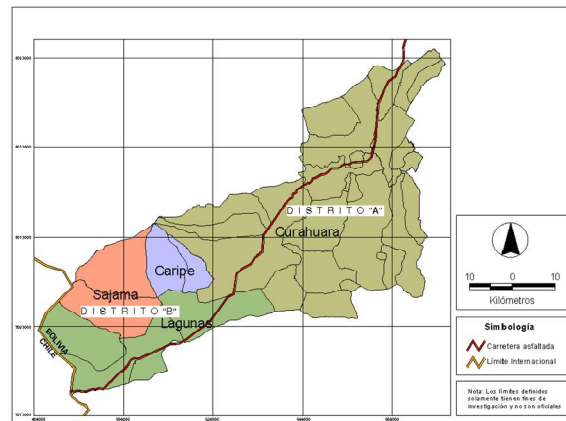 DISTRITO "A"
Curahuara
Caripe
Sajama
DISTRITO "B"
Lagunas
BOLIVIA
CHILE
10 0 10
Kilómetros
Simbología
Carretera asfaltada
Límite Internacional
Nota: Los límites definidos
solamente tienen fines de
investigación y no son oficiales